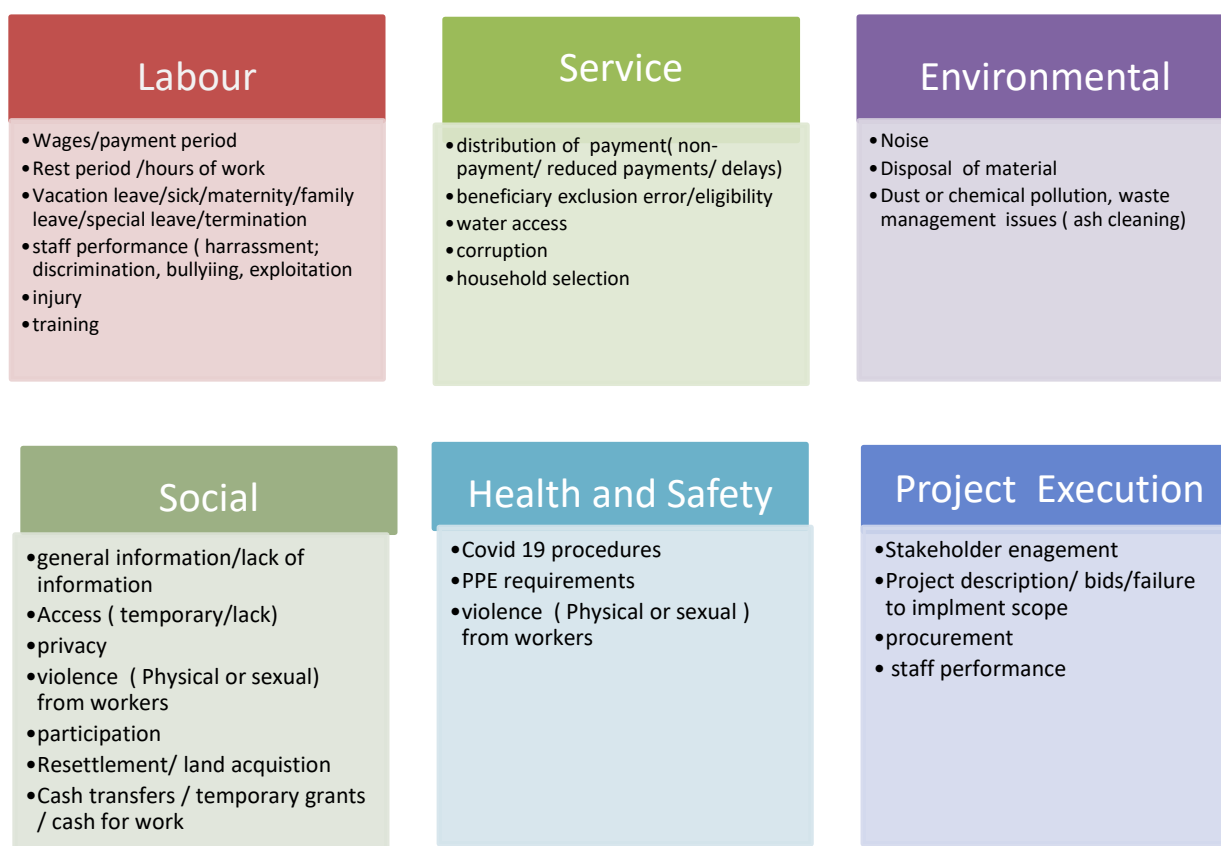 Labour
•Wages/payment period
•Rest period /hours of work
•Vacation leave/sick/maternity/family
leave/special leave/termination
•staff performance ( harrassment;
discrimination, bullyiing, exploitation
•injury
•training
Service
•distribution of payment( non-
payment/ reduced payments/ delays)
•beneficiary exclusion error/eligibility
•water access
•corruption
•household selection
Environmental
•Noise
•Disposal of material
•Dust or chemical pollution, waste
management issues ( ash cleaning)
Social
•general information/lack of
information
•Access ( temporary/lack)
•privacy
•violence ( Physical or sexual)
from workers
•participation
•Resettlement/ land acquistion
•Cash transfers / temporary grants
/ cash for work
Health and Safety
•Covid 19 procedures
•PPE requirements
•violence ( Physical or sexual )
from workers
Project Execution
•Stakeholder enagement
•Project description/ bids/failure
to implment scope
•procurement
• staff performance